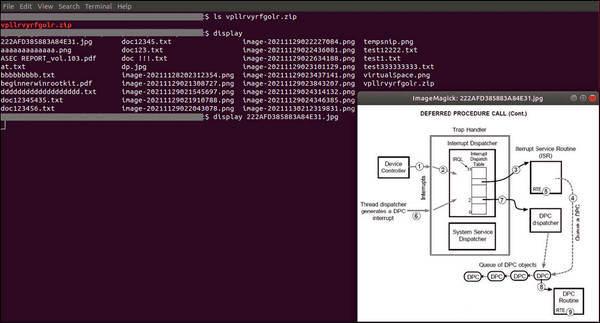 File Edit View Search Terminal Help
$ ls vpllrvyrfgolr.zip
vpllrvyrfgolr.zip
$ display
222AFD385883A84E31.jpg doc12345.txt image-20211129022227084.png tempsnip.png
aaaaaaaaaaaaa.png doc123.txt image-20211129022436081.png test2.txt
ASEC REPORT_vol.103.pdf doc !!!.txt image-20211129022634188.png test1.txt
at.txt dp.jpg image-20211129023101129.png test333333333.txt
bbbbbbbbb.txt image-20211128202312354.png image-20211129023437141.png virtualSpace.png
beginnerwinrootkit.pdf image-20211129021308727.png image-20211129023843207.png vpllrvyrfgolr.zip
dddddddddddddddddd.txt image-20211129021545697.png image-20211129024314032.png
doc12345435.txt image-20211129021910788.png image-20211129024346385.png
doc123456.txt image-20211129022043078.png image-20211130212319831.png
$ display 222AFD385883A84E31.jpg
ImageMagick: 222AFD385883A84E31.jpg
DEFERRED PROCEDURE CALL (Cont.)
Trap Handler
Interrupt Dispatcher
Interrupt Dispatch Table
IRQL
31
2
0
Iterrupt Service Routine (ISR)
RTE
Device Controller
Interrupts
1
2
3
4
5
6
7
8
9
Thread dispatcher generates a DPC interrupt
System Service Dispatcher
DPC dispatcher
Queue a DPC
Queue of DPC objects
DPC DPC DPC DPC
DPC Routine
RTE